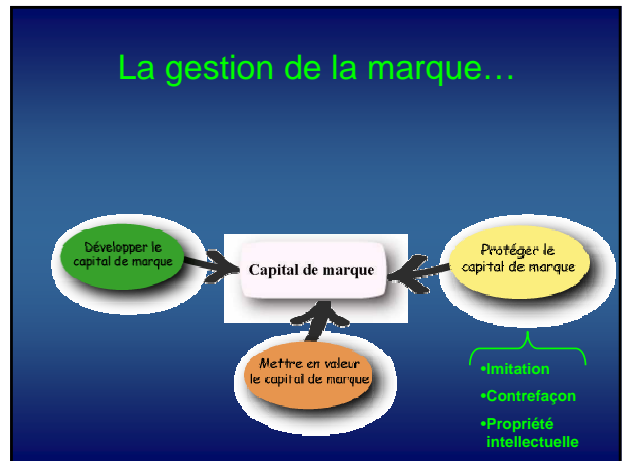 La gestion de la marque…
Développer le
capital de marque
Capital de marque
Protéger le
capital de marque
Mettre en valeur
le capital de marque
•Imitation
•Contrefaçon
•Propriété
intellectuelle